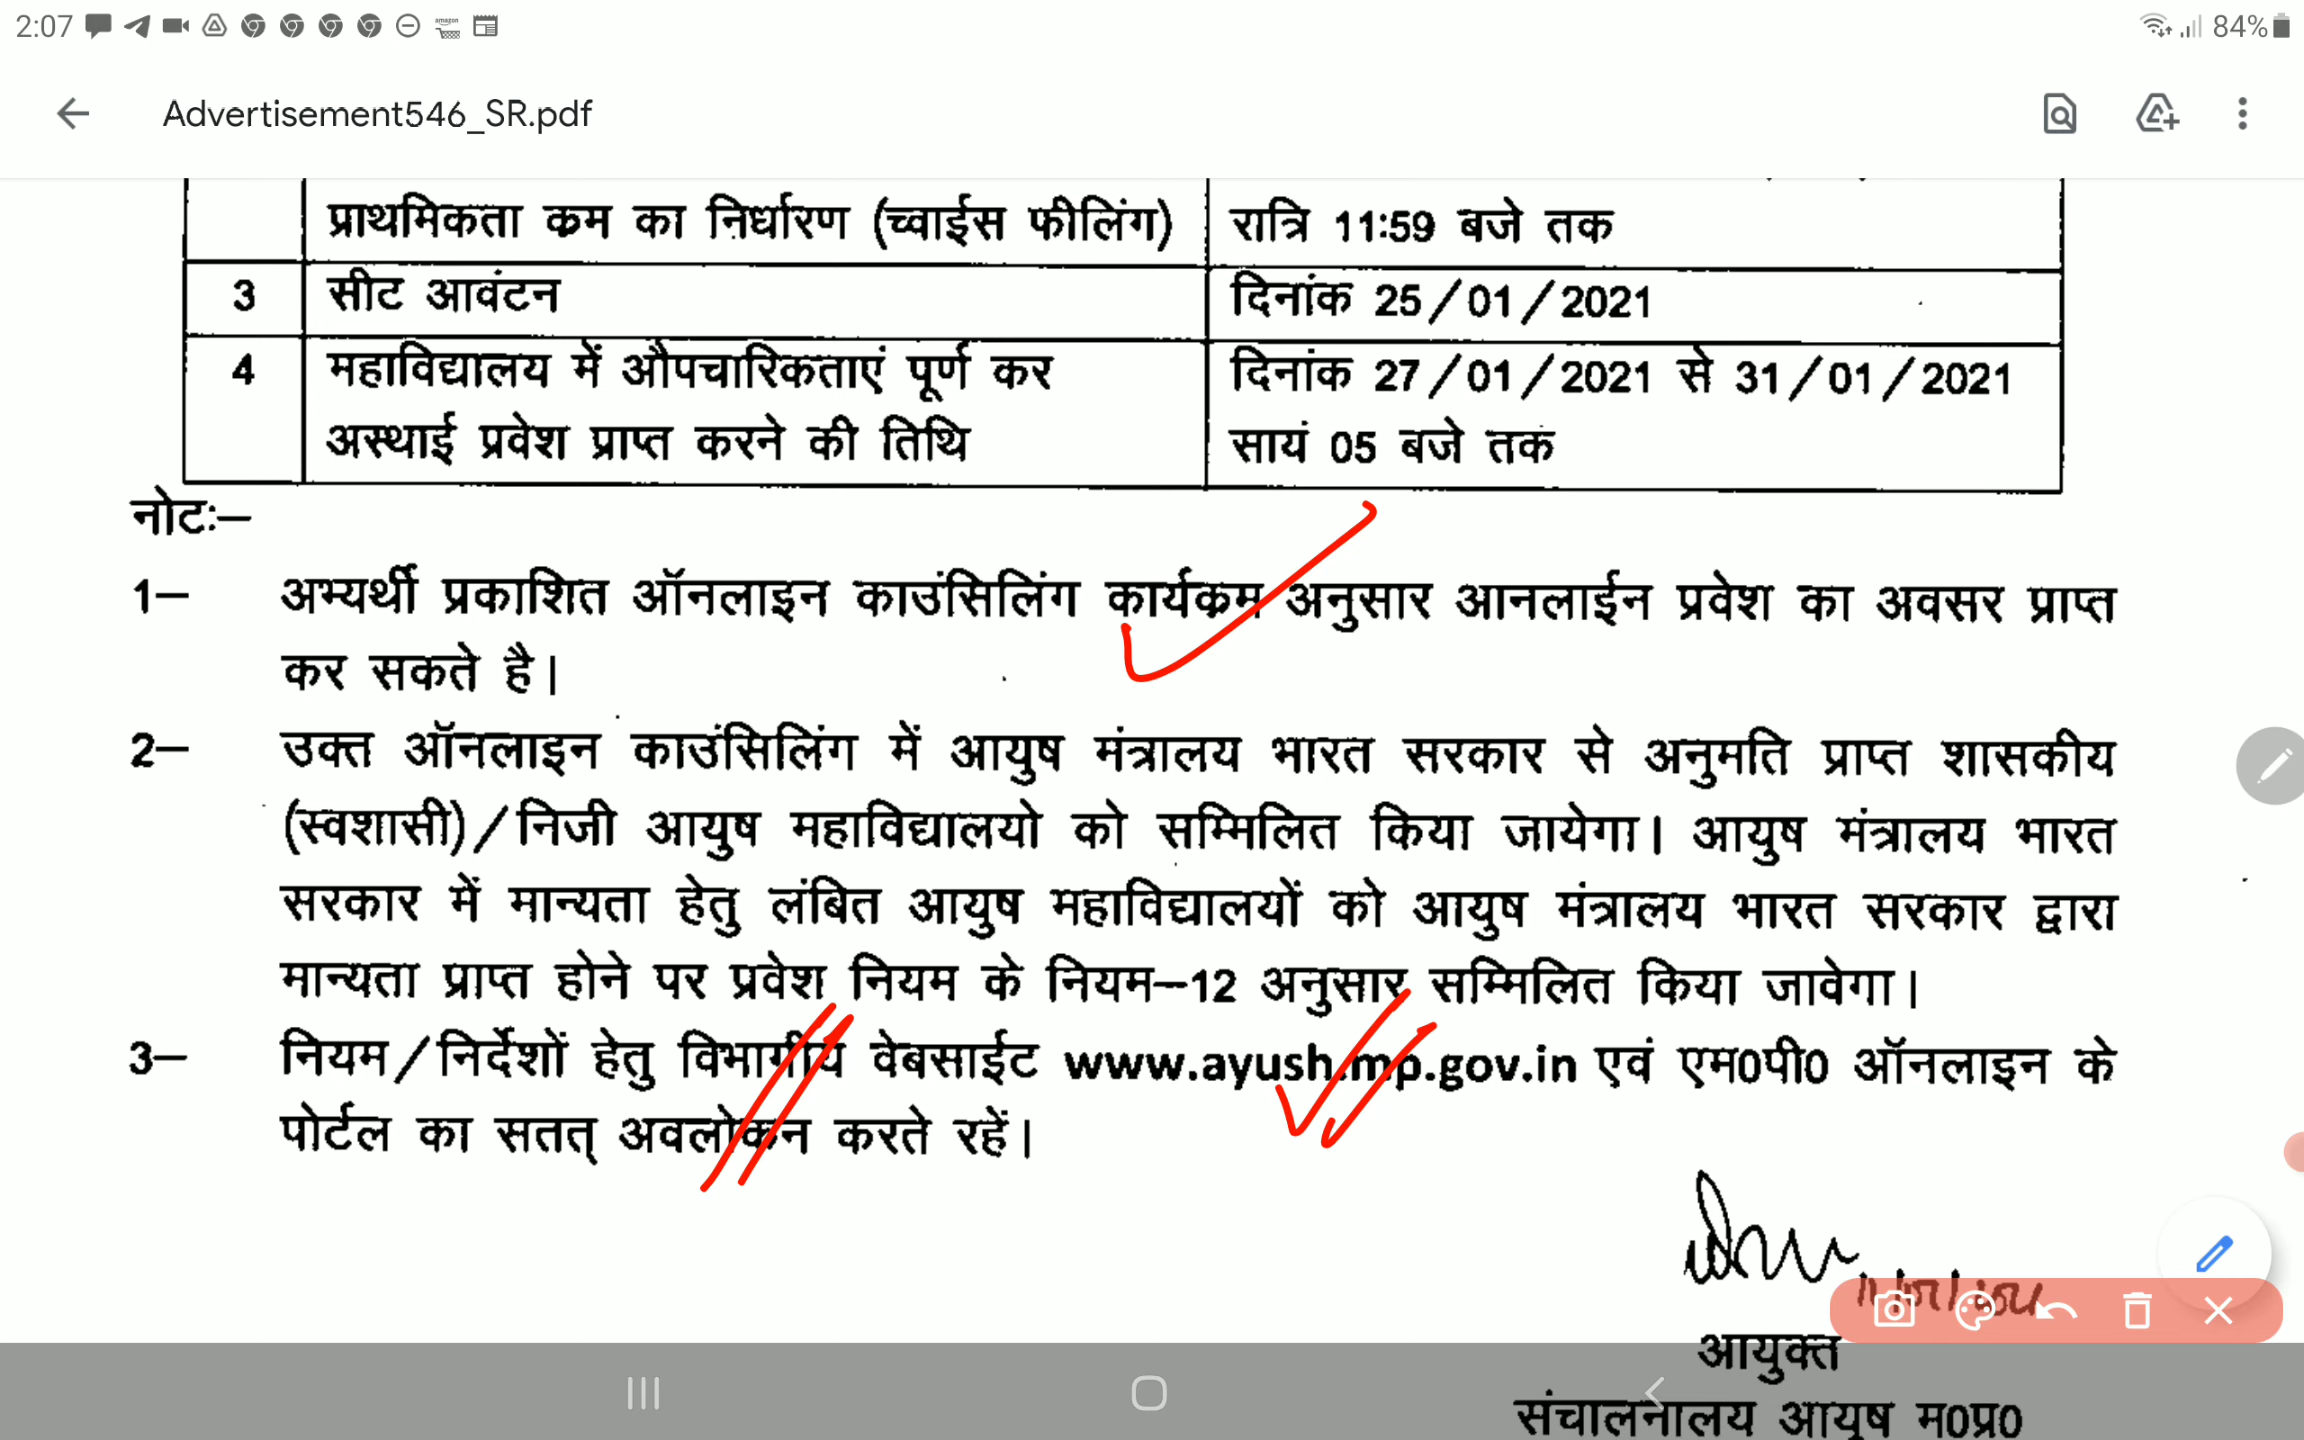 2:07
84%
Advertisement546_SR.pdf
प्राथमिकता क्रम का निर्धारण (च्वाईस फीलिंग) रात्रि 11:59 बजे तक
3 सीट आवंटन दिनांक 25/01/2021
4 महाविद्यालय में औपचारिकताएं पूर्ण कर दिनांक 27/01/2021 से 31/01/2021
अस्थाई प्रवेश प्राप्त करने की तिथि सायं 05 बजे तक
नोटः–
1– अभ्यर्थी प्रकाशित ऑनलाइन काउंसिलिंग कार्यक्रम अनुसार आनलाईन प्रवेश का अवसर प्राप्त
कर सकते है।
2– उक्त ऑनलाइन काउंसिलिंग में आयुष मंत्रालय भारत सरकार से अनुमति प्राप्त शासकीय
(स्वशासी)/निजी आयुष महाविद्यालयो को सम्मिलित किया जायेगा। आयुष मंत्रालय भारत
सरकार में मान्यता हेतु लंबित आयुष महाविद्यालयों को आयुष मंत्रालय भारत सरकार द्वारा
मान्यता प्राप्त होने पर प्रवेश नियम के नियम–12 अनुसार सम्मिलित किया जावेगा।
3– नियम/निर्देशों हेतु विभागीय वेबसाईट www.ayush.mp.gov.in एवं एम0पी0 ऑनलाइन के
पोर्टल का सतत् अवलोकन करते रहें।
आयुक्त
संचालनालय आयुष म0प्र0